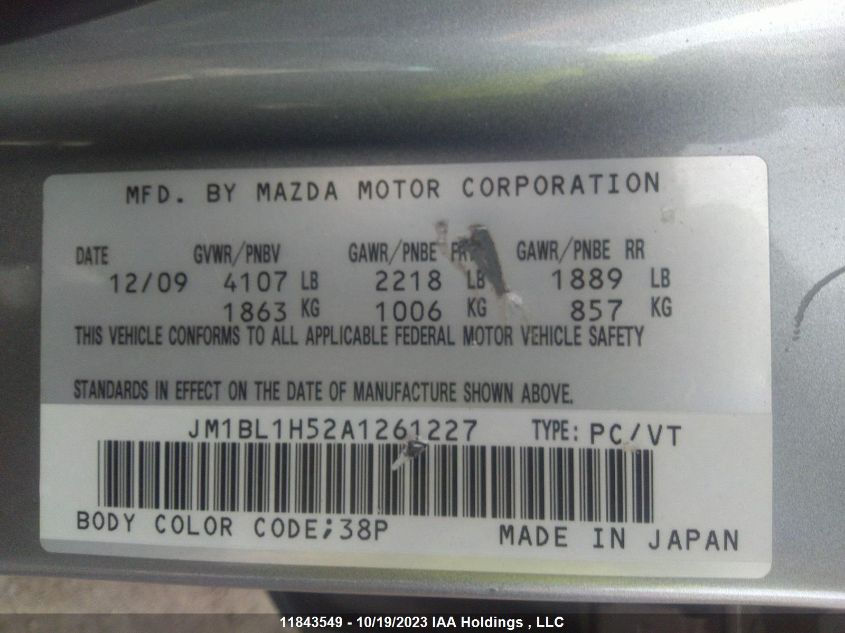 MFD. BY MAZDA MOTOR CORPORATION
DATE GVWR/PNBV GAWR/PNBE FRT GAWR/PNBE RR
12/09 4107 LB 2218 LB 1889 LB
1863 KG 1006 KG 857 KG
THIS VEHICLE CONFORMS TO ALL APPLICABLE FEDERAL MOTOR VEHICLE SAFETY
STANDARDS IN EFFECT ON THE DATE OF MANUFACTURE SHOWN ABOVE.
JM1BL1H52A1261227 TYPE: PC/VT
BODY COLOR CODE;38P MADE IN JAPAN
11843549 - 10/19/2023 IAA Holdings , LLC